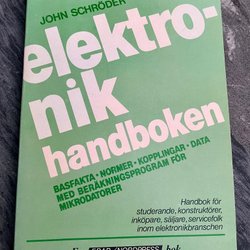 JOHN SCHRÖDER
elektro-
nik
handboken
BASFAKTA • NORMER • KOPPLINGAR • DATA
MED BERÄKNINGSPROGRAM FÖR
MIKRODATORER
Handbok för
studerande, konstruktörer,
inköpare, säljare, servicefolk
inom elektronikbranschen
NORDPRESS